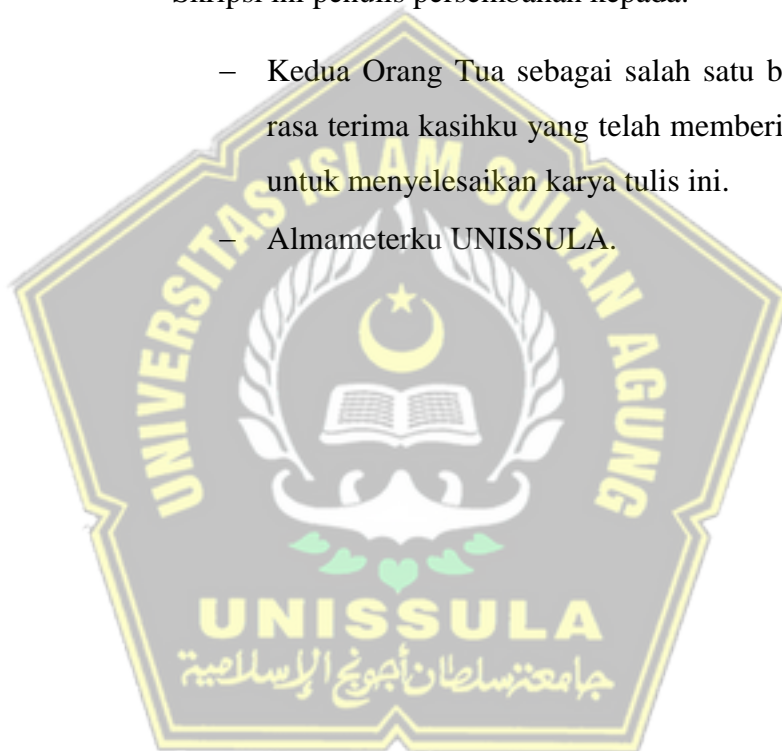 Skripsi ini penulis persembahkan kepada:
– Kedua Orang Tua sebagai salah satu b
rasa terima kasihku yang telah memberi
untuk menyelesaikan karya tulis ini.
– Almameterku UNISSULA.
UNIVERSITAS ISLAM SULTAN AGUNG
UNISSULA
جامعة سلطان أجونج الإسلامية